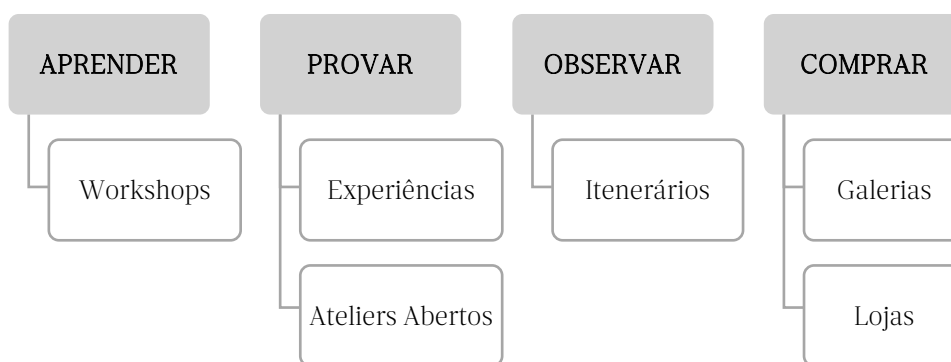 APRENDER
PROVAR
OBSERVAR
COMPRAR
Workshops
Experiências
Itenerários
Galerias
Ateliers Abertos
Lojas